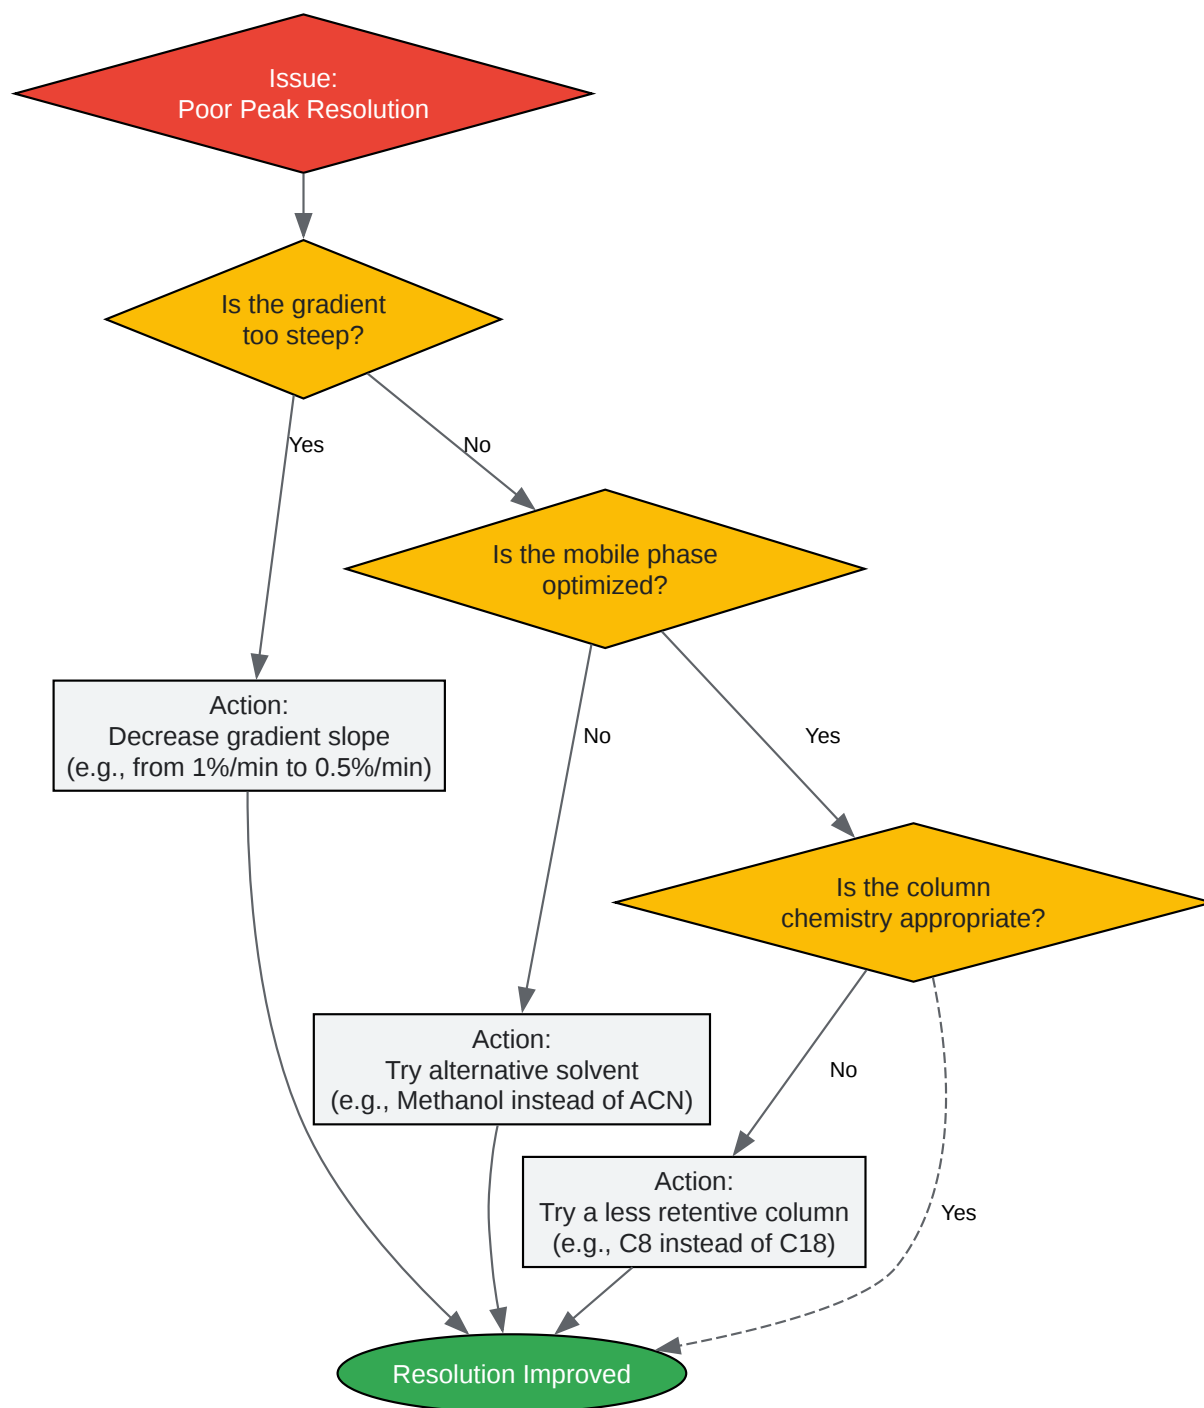 Issue:
Poor Peak Resolution
Is the gradient
too steep?
Yes
No
Is the mobile phase
optimized?
Action:
Decrease gradient slope
(e.g., from 1%/min to 0.5%/min)
No
Yes
Is the column
chemistry appropriate?
Action:
Try alternative solvent
(e.g., Methanol instead of ACN)
No
Action:
Try a less retentive column
(e.g., C8 instead of C18)
Yes
Resolution Improved